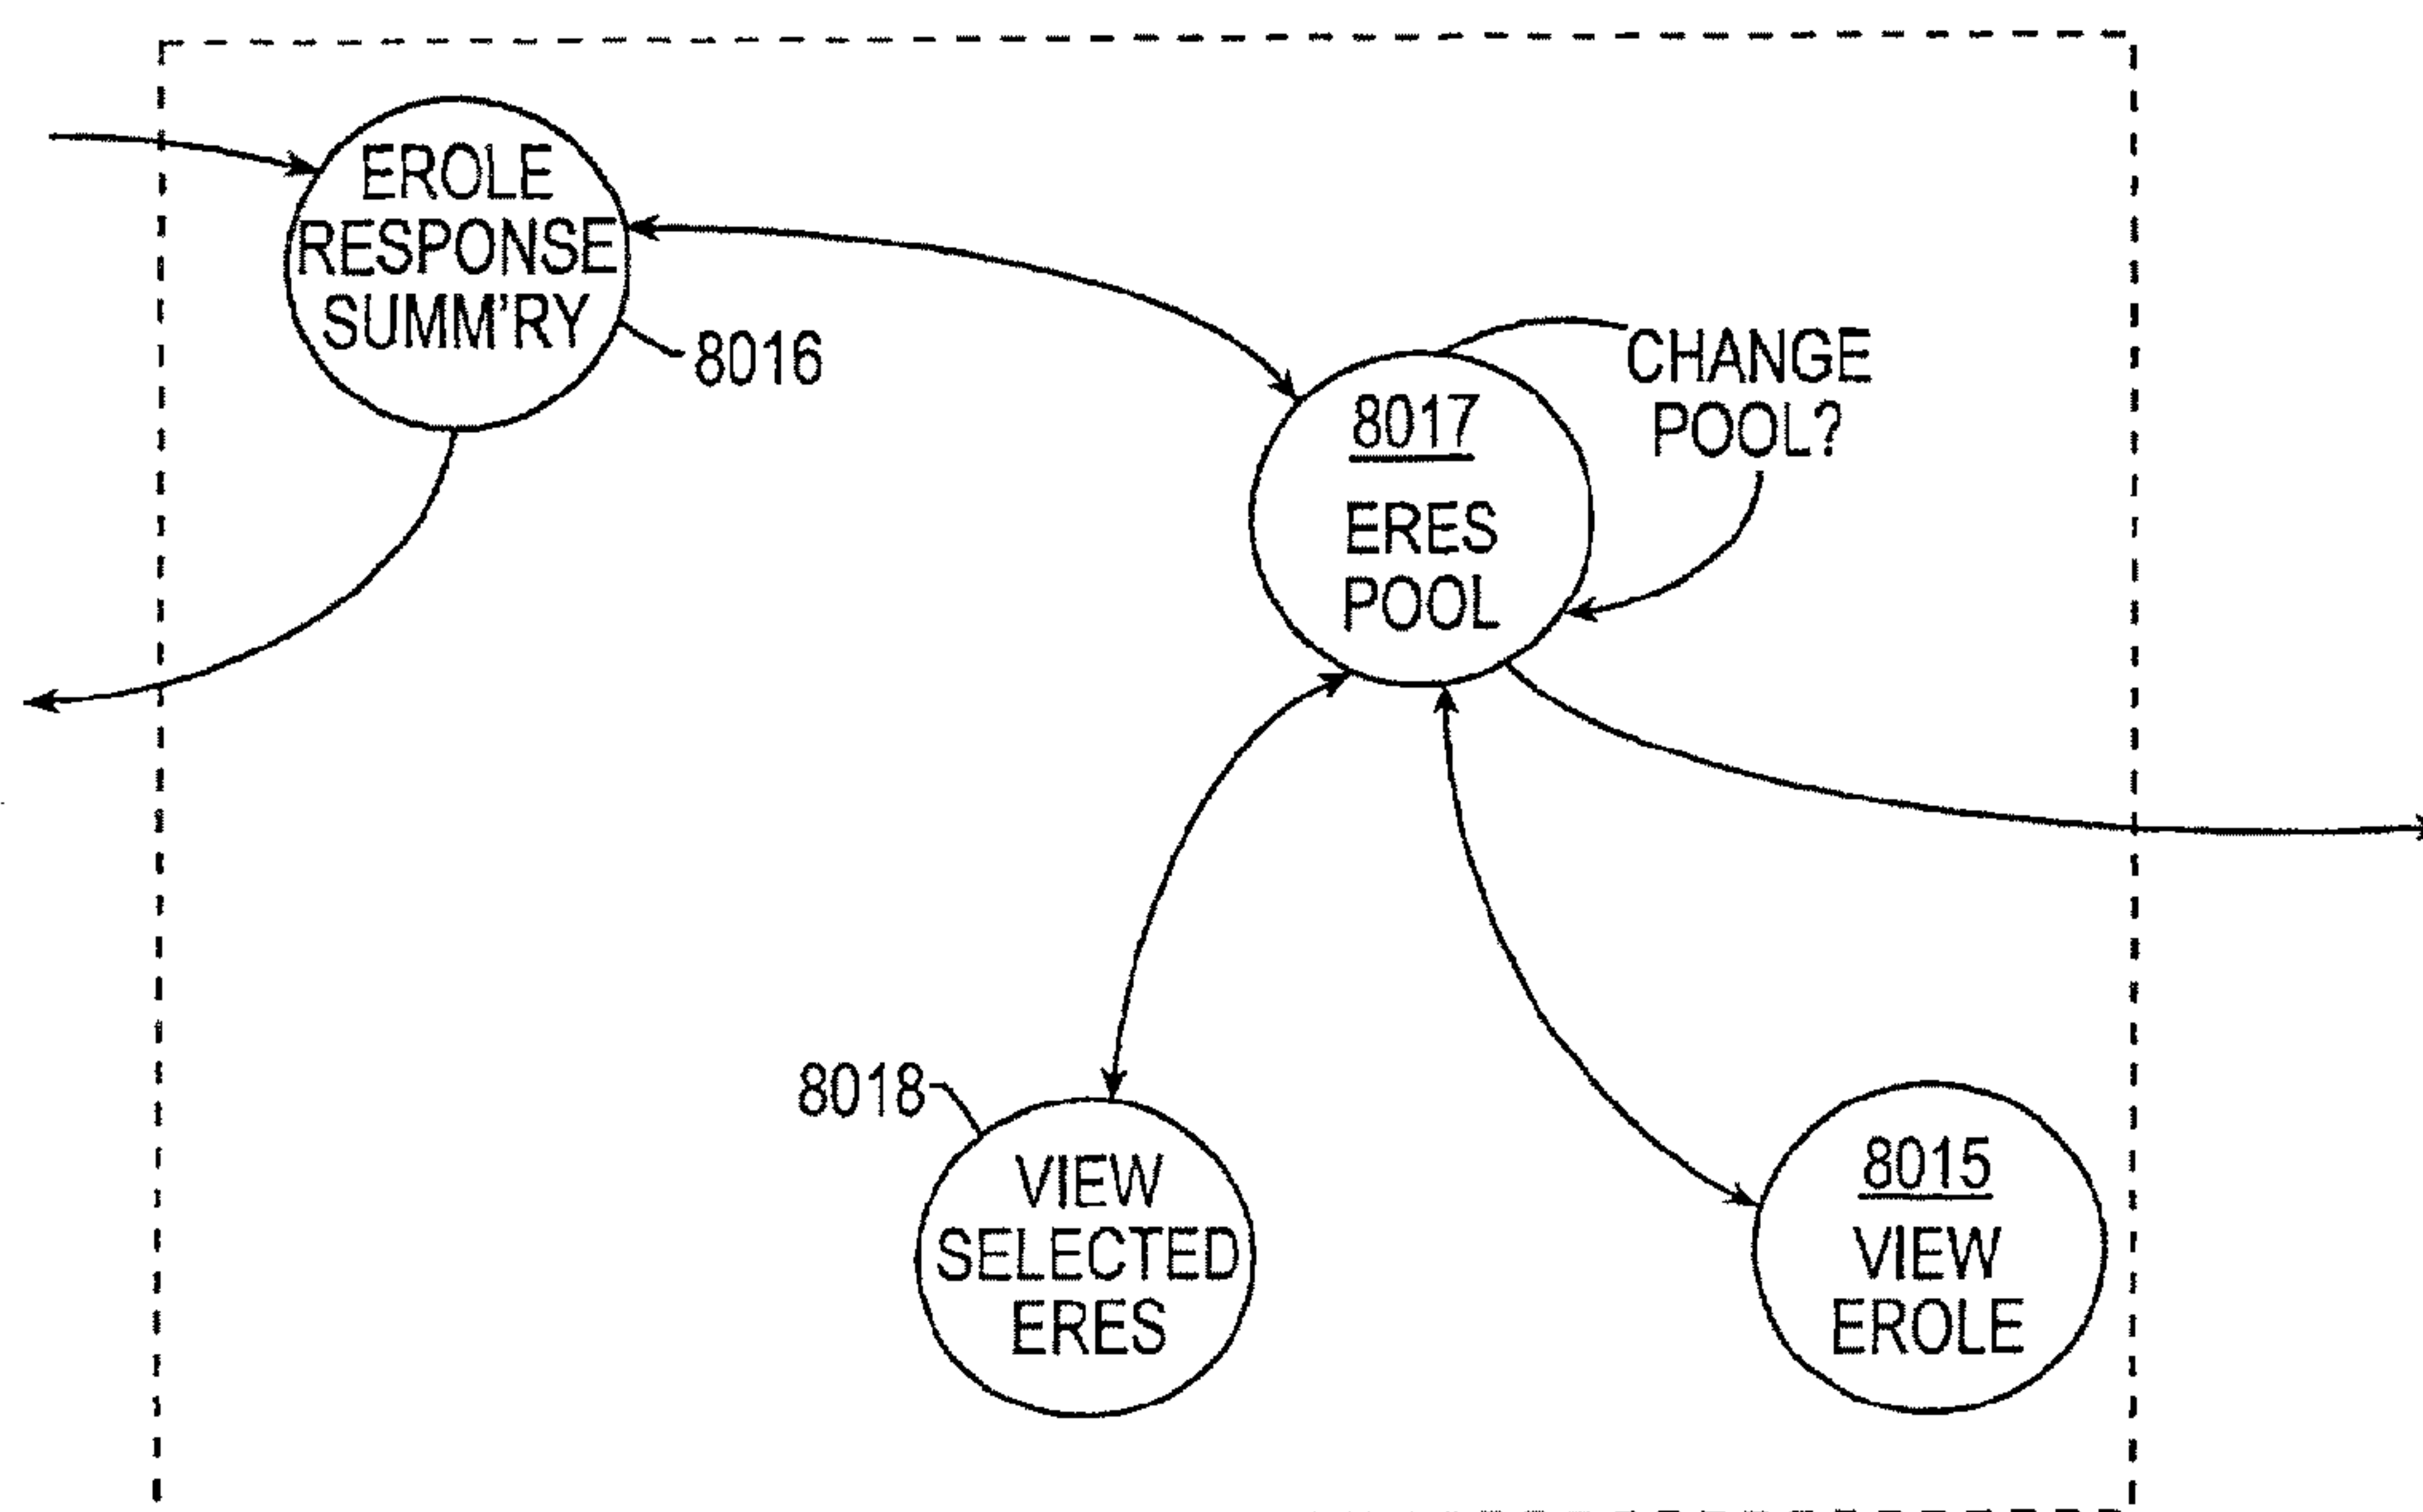 EROLE
RESPONSE
SUMM'RY
8016
CHANGE
POOL?
8017
ERES
POOL
8018
VIEW
SELECTED
ERES
8015
VIEW
EROLE